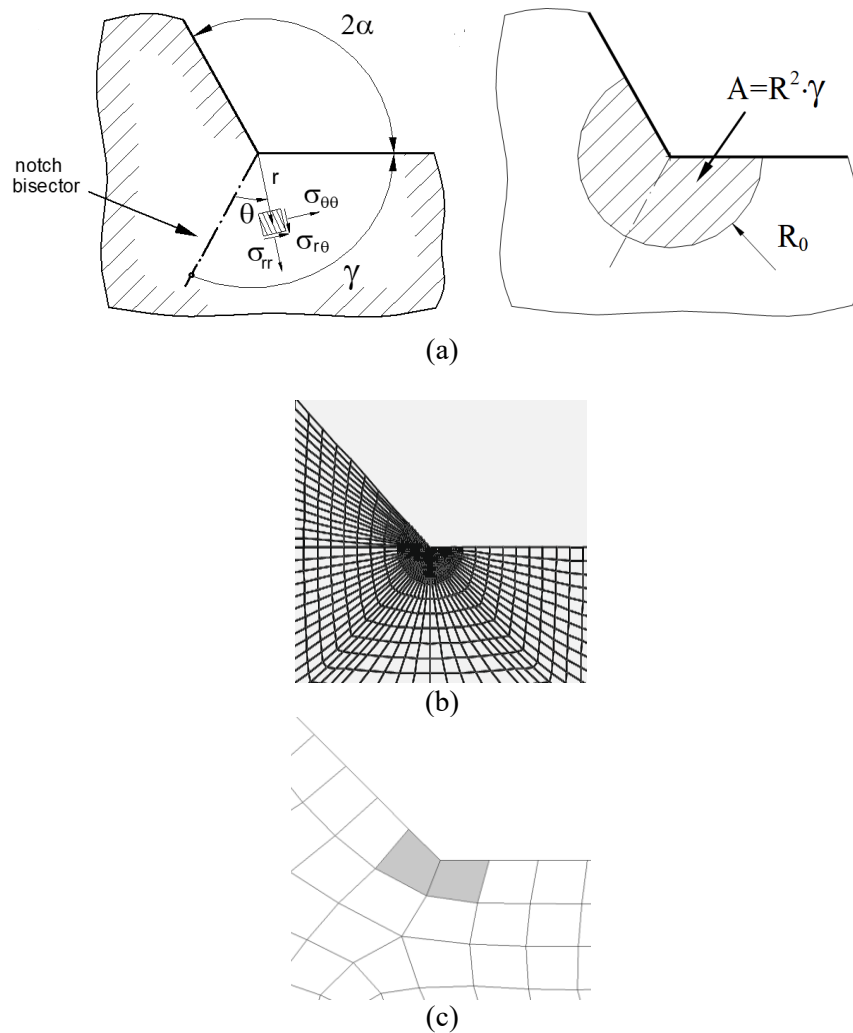 2α
notch
bisector
r
θ
σθθ
σrθ
σrr
γ
A=R²·γ
R₀
(a)
(b)
(c)